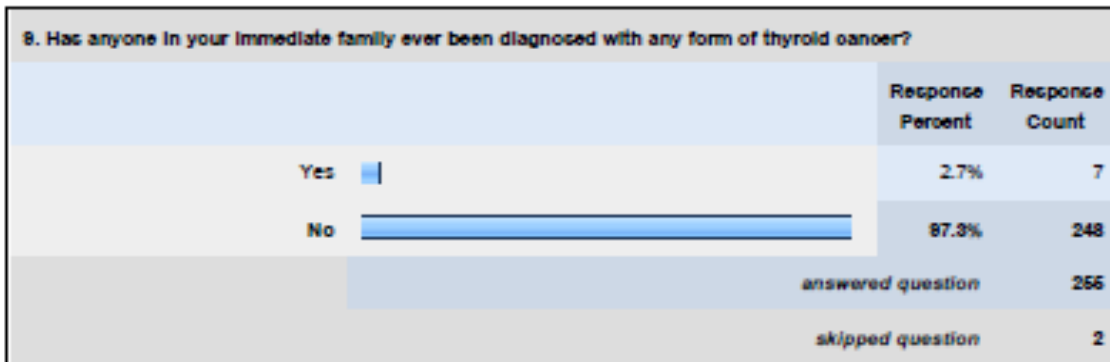 9. Has anyone in your immediate family ever been diagnosed with any form of thyroid cancer?
Response Percent Response Count
Yes 2.7% 7
No 97.3% 248
answered question 255
skipped question 2